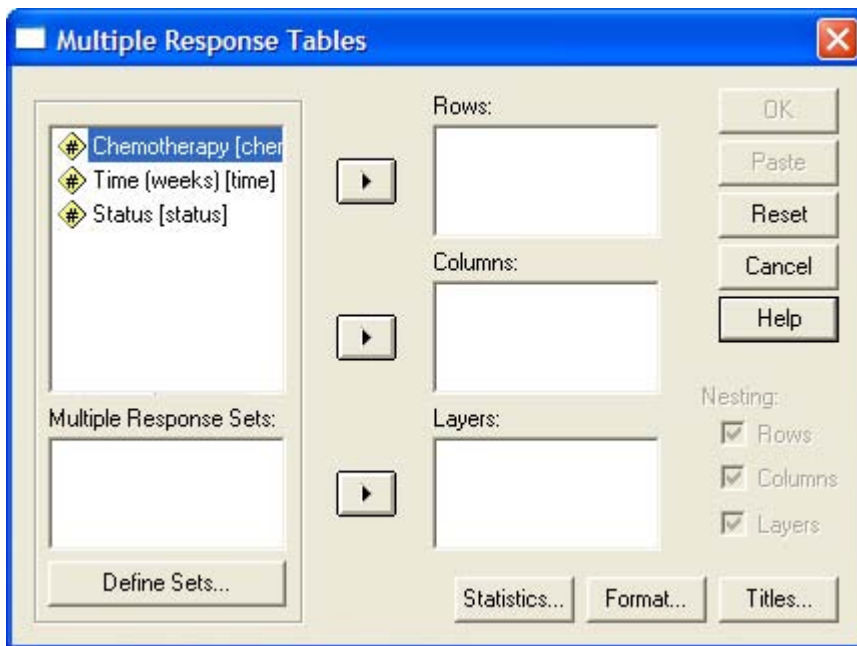 Multiple Response Tables
Chemotherapy [cher
Time (weeks) [time]
Status [status]
Multiple Response Sets:
Define Sets...
Rows:
Columns:
Layers:
OK
Paste
Reset
Cancel
Help
Nesting:
Rows
Columns
Layers
Statistics...
Format...
Titles...